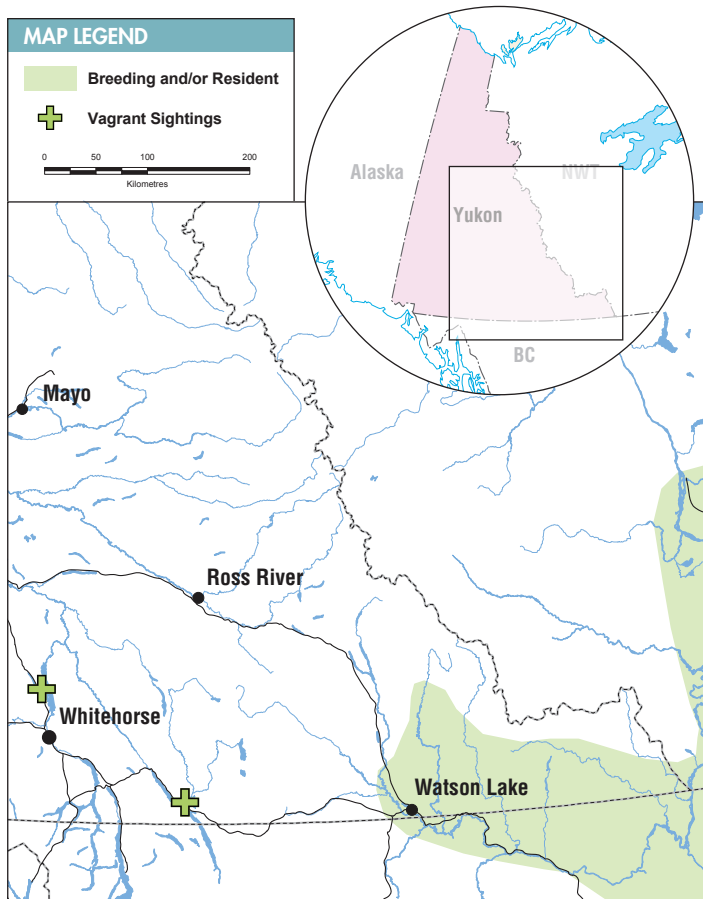 MAP LEGEND
Breeding and/or Resident
Vagrant Sightings
0 50 100 200
Kilometres
Alaska
NWT
Yukon
BC
Mayo
Ross River
Whitehorse
Watson Lake